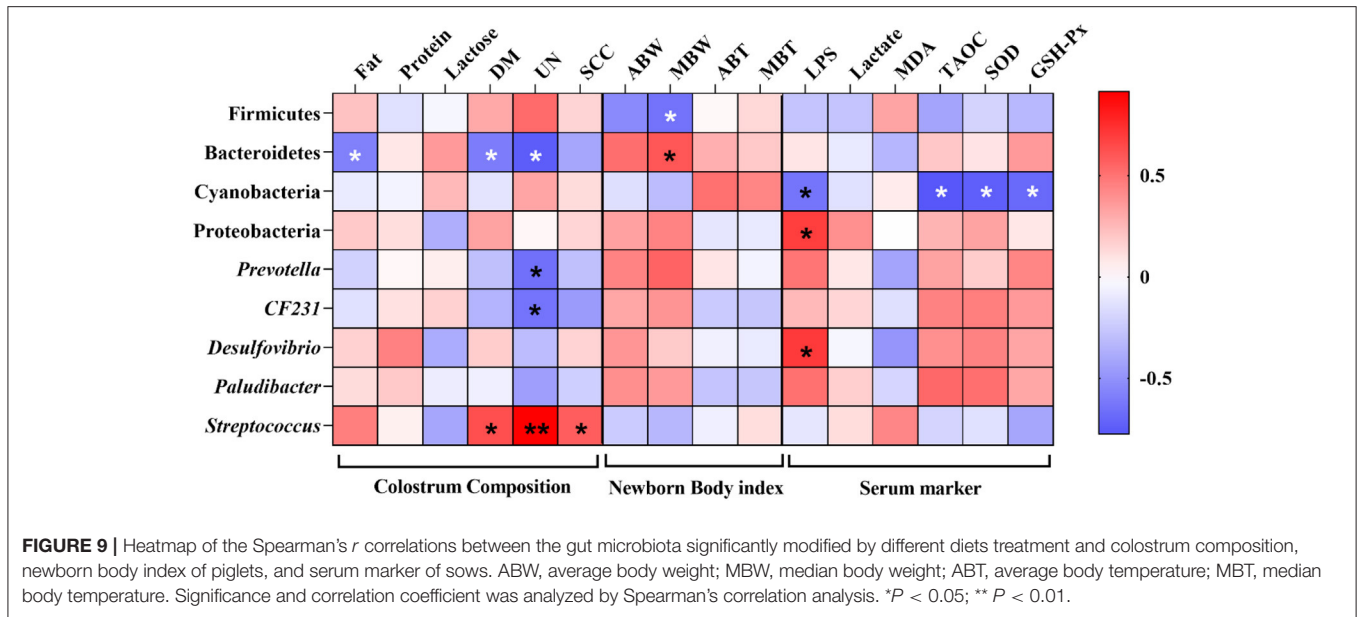 Fat Protein Lactose DM UN SCC ABW MBW ABT MBT LPS Lactate MDA TAOC SOD GSH-Px
Firmicutes *
Bacteroidetes * * * *
Cyanobacteria * * * *
Proteobacteria *
Prevotella *
CF231 *
Desulfovibrio *
Paludibacter
Streptococcus * ** *
0.5
0
-0.5
Colostrum Composition Newborn Body index Serum marker
FIGURE 9 | Heatmap of the Spearman's r correlations between the gut microbiota significantly modified by different diets treatment and colostrum composition,
newborn body index of piglets, and serum marker of sows. ABW, average body weight; MBW, median body weight; ABT, average body temperature; MBT, median
body temperature. Significance and correlation coefficient was analyzed by Spearman's correlation analysis. *P < 0.05; ** P < 0.01.